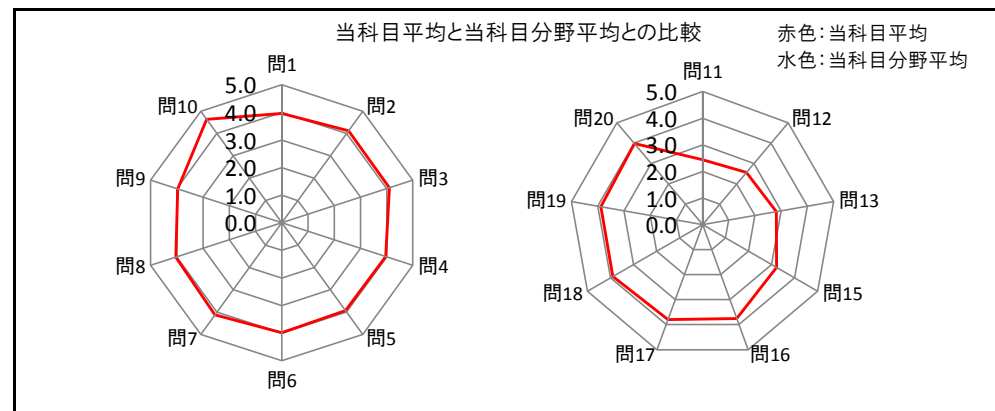 当科目平均と当科目分野平均との比較
赤色：当科目平均
水色：当科目分野平均
問1
問2
問3
問4
問5
問6
問7
問8
問9
問10
5.0
4.0
3.0
2.0
1.0
0.0
問11
問12
問13
問15
問16
問17
問18
問19
問20
5.0
4.0
3.0
2.0
1.0
0.0